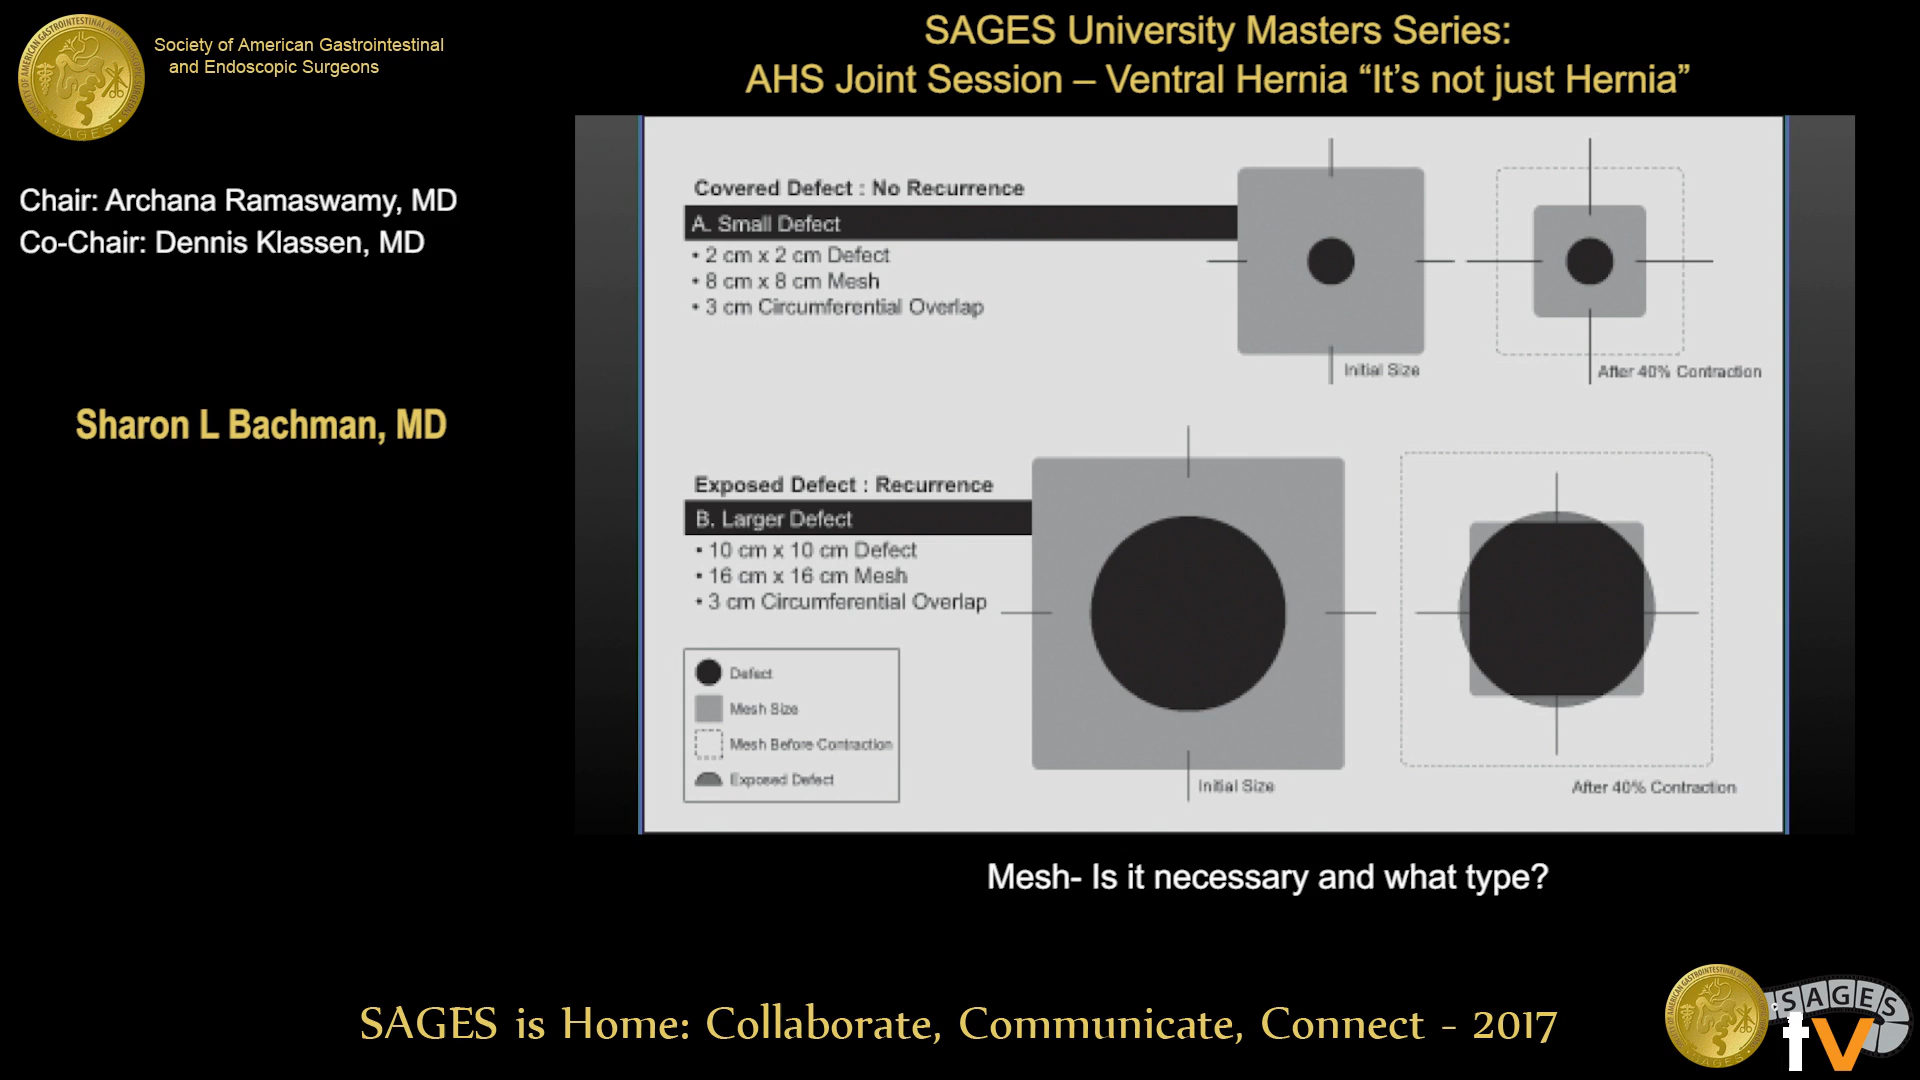 Society of American Gastrointestinal
and Endoscopic Surgeons
SAGES University Masters Series:
AHS Joint Session – Ventral Hernia “It’s not just Hernia”
Chair: Archana Ramaswamy, MD
Co-Chair: Dennis Klassen, MD
Sharon L Bachman, MD
Covered Defect : No Recurrence
A. Small Defect
• 2 cm x 2 cm Defect
• 8 cm x 8 cm Mesh
• 3 cm Circumferential Overlap
Initial Size
After 40% Contraction
Exposed Defect : Recurrence
B. Larger Defect
• 10 cm x 10 cm Defect
• 16 cm x 16 cm Mesh
• 3 cm Circumferential Overlap
Defect
Mesh Size
Mesh Before Contraction
Exposed Defect
Initial Size
After 40% Contraction
Mesh- Is it necessary and what type?
SAGES is Home: Collaborate, Communicate, Connect - 2017
SAGES
tv